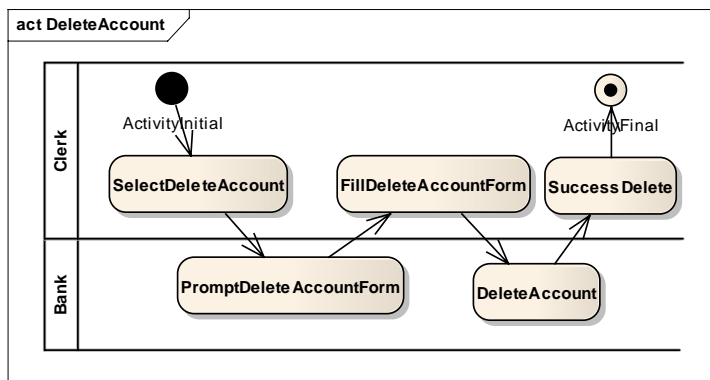 act DeleteAccount
Clerk
ActivityInitial
ActivityFinal
SelectDeleteAccount
FillDeleteAccountForm
Success Delete
Bank
PromptDelete AccountForm
DeleteAccount